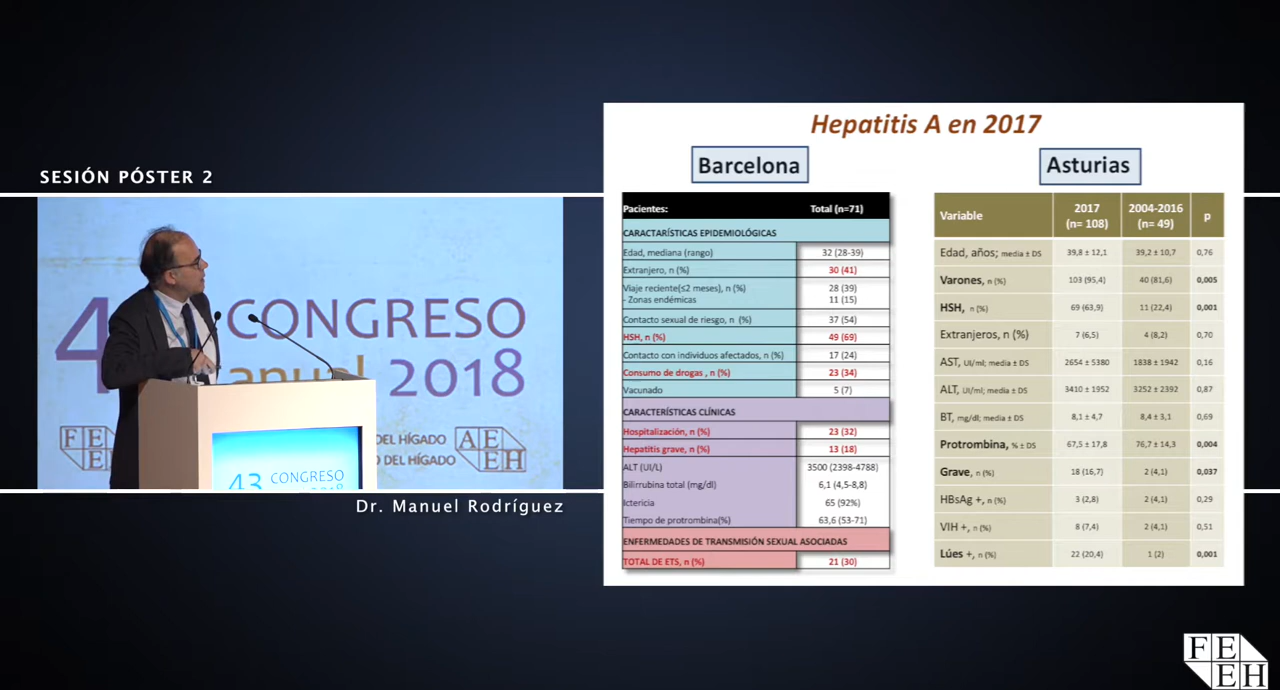 SESIÓN PÓSTER 2
43 CONGRESO
anual 2018
DEL HÍGADO
DEL HÍGADO
FE
EH
AE
EH
43 CONGRESO
2018
Dr. Manuel Rodríguez
Hepatitis A en 2017
Barcelona
Pacientes: Total (n=71)
CARACTARÍSTICAS EPIDEMIOLÓGICAS
Edad, mediana (rango) 32 (28-39)
Extranjero, n (%) 30 (41)
Viaje reciente(≤2 meses), n (%) 28 (39)
- Zonas endémicas 11 (15)
Contacto sexual de riesgo, n (%) 37 (54)
HSH, n (%) 49 (69)
Contacto con individuos afectados, n (%) 17 (24)
Consumo de drogas , n (%) 23 (34)
Vacunado 5 (7)
CARACTERÍSTICAS CLÍNICAS
Hospitalización, n (%) 23 (32)
Hepatitis grave, n (%) 13 (18)
ALT (UI/L) 3500 (2398-4788)
Bilirrubina total (mg/dl) 6,1 (4,5-8,8)
Ictericia 65 (92%)
Tiempo de protrombina(%) 63,6 (53-71)
ENFERMEDADES DE TRANSMISIÓN SEXUAL ASOCIADAS
TOTAL DE ETS, n (%) 21 (30)
Asturias
Variable 2017 (n= 108) 2004-2016 (n= 49) p
Edad, años; media ± DS 39,8 ± 12,1 39,2 ± 10,7 0,76
Varones, n (%) 103 (95,4) 40 (81,6) 0,005
HSH, n (%) 69 (63,9) 11 (22,4) 0,001
Extranjeros, n (%) 7 (6,5) 4 (8,2) 0,70
AST, UI/ml; media ± DS 2654 ± 5380 1838 ± 1942 0,16
ALT, UI/ml; media ± DS 3410 ± 1952 3252 ± 2392 0,87
BT, mg/dl; media ± DS 8,1 ± 4,7 8,4 ± 3,1 0,69
Protrombina, % ± DS 67,5 ± 17,8 76,7 ± 14,3 0,004
Grave, n (%) 18 (16,7) 2 (4,1) 0,037
HBsAg +, n (%) 3 (2,8) 2 (4,1) 0,29
VIH +, n (%) 8 (7,4) 2 (4,1) 0,51
Lúes +, n (%) 22 (20,4) 1 (2) 0,001
FE
EH